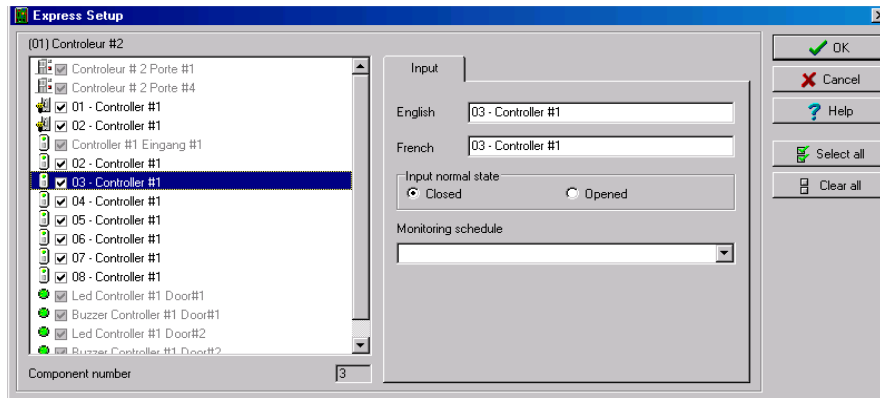 Express Setup
(01) Controleur #2
Controleur # 2 Porte #1
Controleur # 2 Porte #4
01 - Controller #1
02 - Controller #1
Controller #1 Eingang #1
02 - Controller #1
03 - Controller #1
04 - Controller #1
05 - Controller #1
06 - Controller #1
07 - Controller #1
08 - Controller #1
Led Controller #1 Door#1
Buzzer Controller #1 Door#1
Led Controller #1 Door#2
Buzzer Controller #1 Door#2
Component number 3
Input
English 03 - Controller #1
French 03 - Controller #1
Input normal state
Closed Opened
Monitoring schedule
OK
Cancel
Help
Select all
Clear all